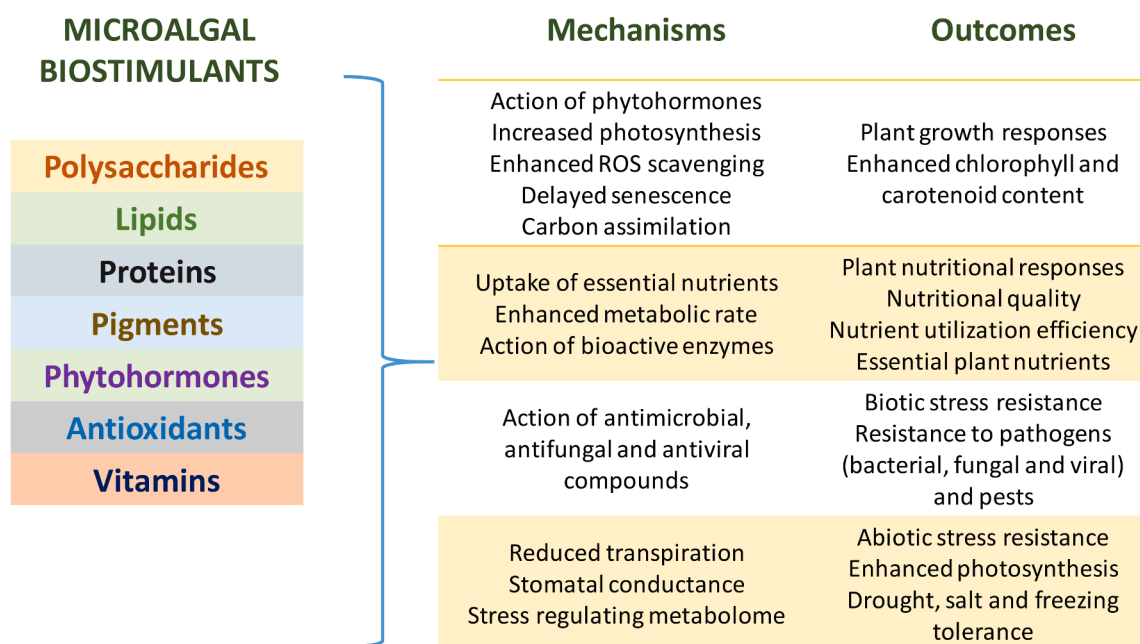 MICROALGAL
BIOSTIMULANTS
Polysaccharides
Lipids
Proteins
Pigments
Phytohormones
Antioxidants
Vitamins
Mechanisms
Outcomes
Action of phytohormones
Increased photosynthesis
Enhanced ROS scavenging
Delayed senescence
Carbon assimilation
Plant growth responses
Enhanced chlorophyll and
carotenoid content
Uptake of essential nutrients
Enhanced metabolic rate
Action of bioactive enzymes
Plant nutritional responses
Nutritional quality
Nutrient utilization efficiency
Essential plant nutrients
Action of antimicrobial,
antifungal and antiviral
compounds
Biotic stress resistance
Resistance to pathogens
(bacterial, fungal and viral)
and pests
Reduced transpiration
Stomatal conductance
Stress regulating metabolome
Abiotic stress resistance
Enhanced photosynthesis
Drought, salt and freezing
tolerance